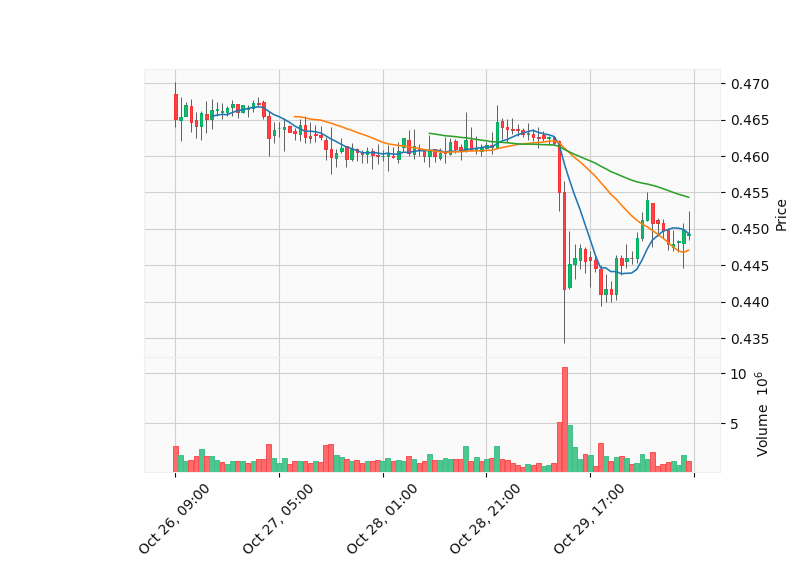 0.470
0.465
0.460
0.455
0.450
0.445
0.440
0.435
Price
10
5
Volume 10^6
Oct 26, 09:00
Oct 27, 05:00
Oct 28, 01:00
Oct 28, 21:00
Oct 29, 17:00